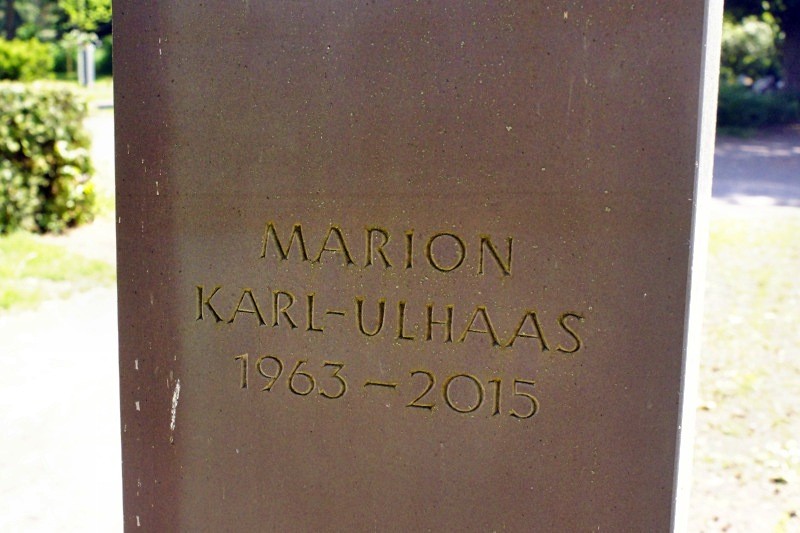 MARION
KARL-ULHAAS
1963 – 2015